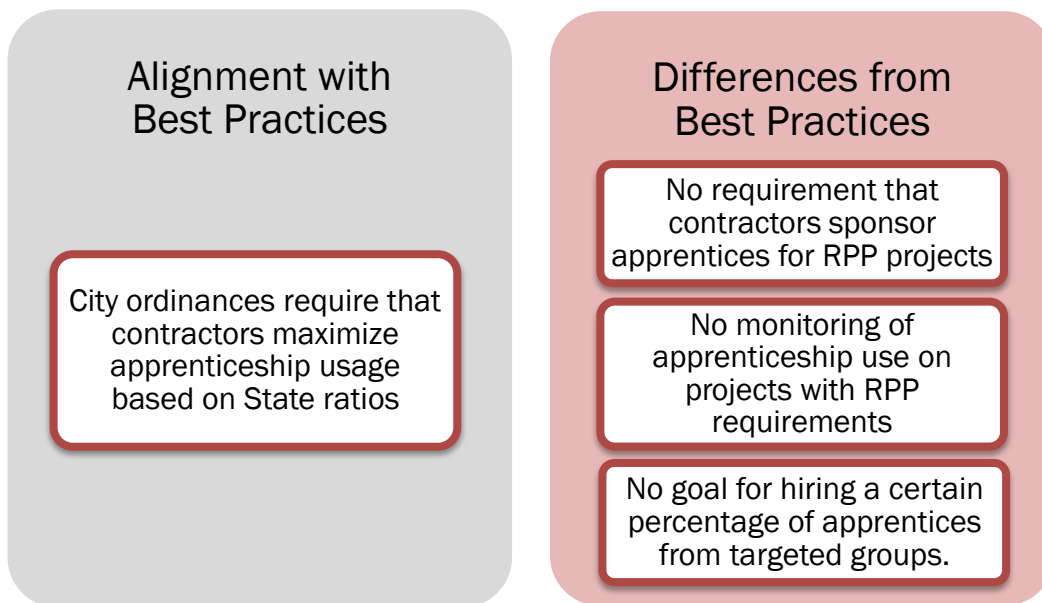 Alignment with
Best Practices
City ordinances require that
contractors maximize
apprenticeship usage
based on State ratios
Differences from
Best Practices
No requirement that
contractors sponsor
apprentices for RPP projects
No monitoring of
apprenticeship use on
projects with RPP
requirements
No goal for hiring a certain
percentage of apprentices
from targeted groups.